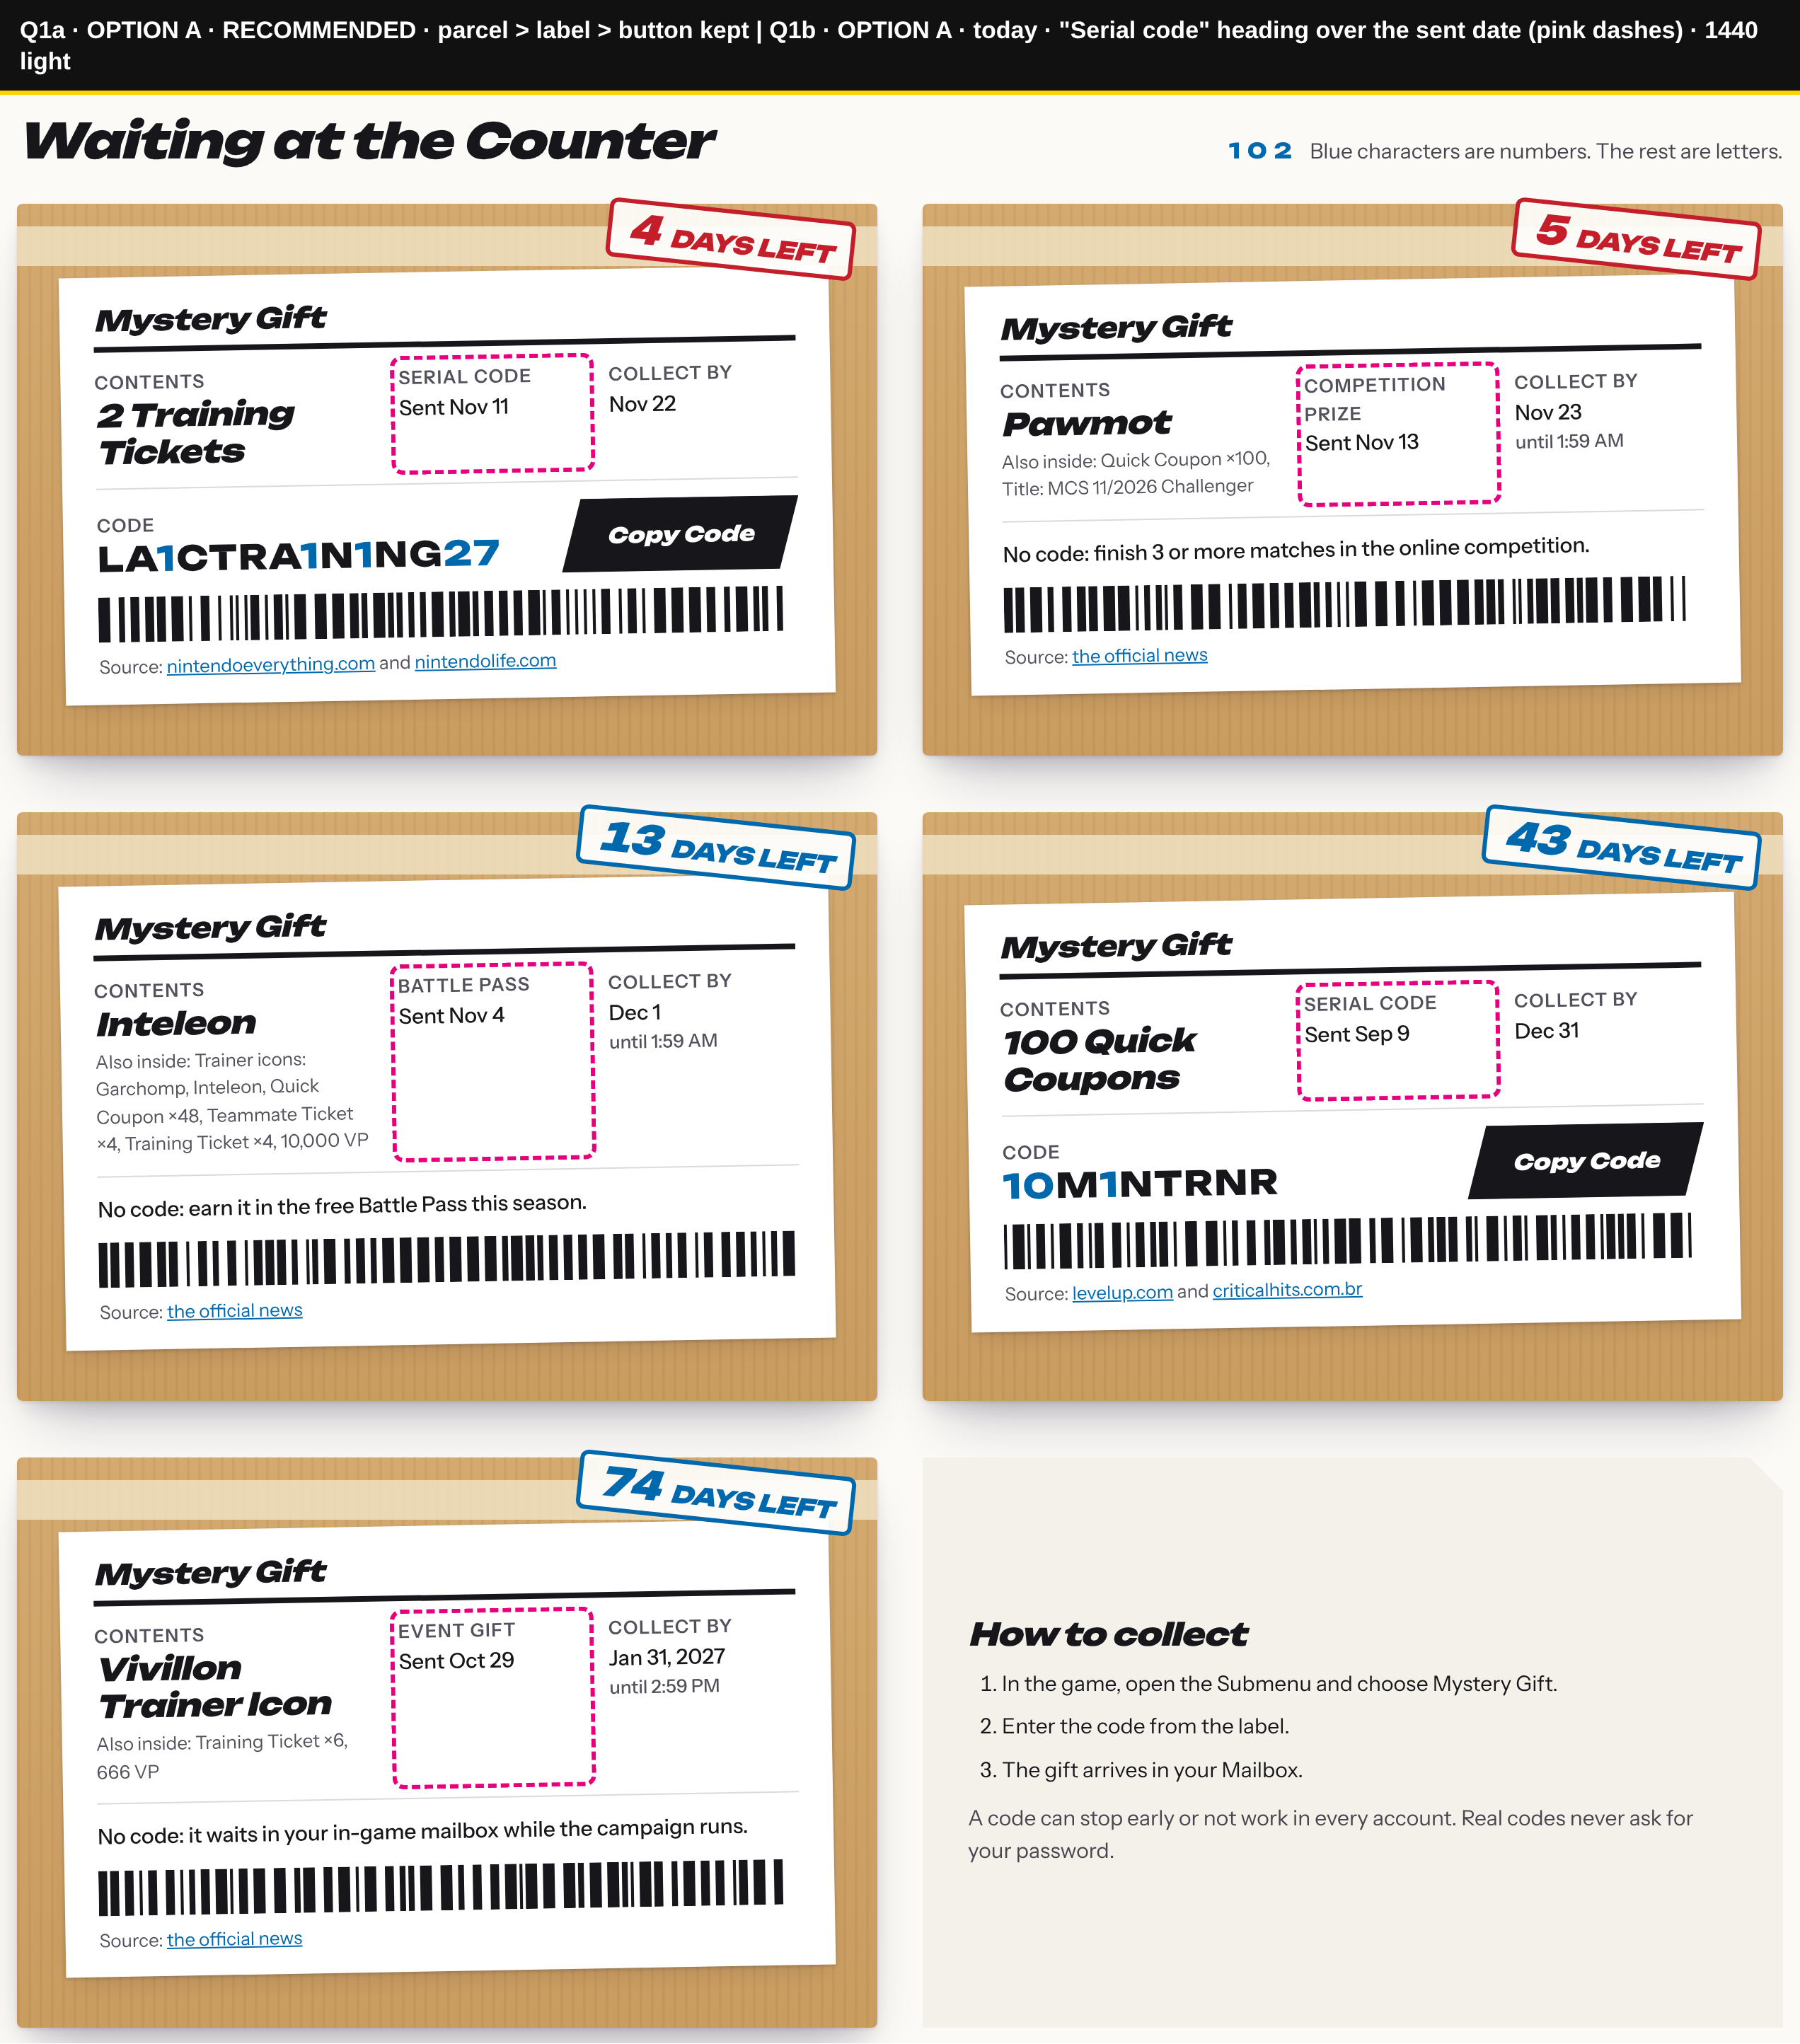 Q1a · OPTION A · RECOMMENDED · parcel > label > button kept | Q1b · OPTION A · today · "Serial code" heading over the sent date (pink dashes) · 1440
light
Waiting at the Counter
102 Blue characters are numbers. The rest are letters.
4 DAYS LEFT
Mystery Gift
CONTENTS
2 Training
Tickets
SERIAL CODE
Sent Nov 11
COLLECT BY
Nov 22
CODE
LA1CTRA1N1NG27
Copy Code
Source: nintendoeverything.com and nintendolife.com
5 DAYS LEFT
Mystery Gift
CONTENTS
Pawmot
Also inside: Quick Coupon ×100,
Title: MCS 11/2026 Challenger
COMPETITION
PRIZE
Sent Nov 13
COLLECT BY
Nov 23
until 1:59 AM
No code: finish 3 or more matches in the online competition.
Source: the official news
13 DAYS LEFT
Mystery Gift
CONTENTS
Inteleon
Also inside: Trainer icons:
Garchomp, Inteleon, Quick
Coupon ×48, Teammate Ticket
×4, Training Ticket ×4, 10,000 VP
BATTLE PASS
Sent Nov 4
COLLECT BY
Dec 1
until 1:59 AM
No code: earn it in the free Battle Pass this season.
Source: the official news
43 DAYS LEFT
Mystery Gift
CONTENTS
100 Quick
Coupons
SERIAL CODE
Sent Sep 9
COLLECT BY
Dec 31
CODE
10M1NTRNR
Copy Code
Source: levelup.com and criticalhits.com.br
74 DAYS LEFT
Mystery Gift
CONTENTS
Vivillon
Trainer Icon
Also inside: Training Ticket ×6,
666 VP
EVENT GIFT
Sent Oct 29
COLLECT BY
Jan 31, 2027
until 2:59 PM
No code: it waits in your in-game mailbox while the campaign runs.
Source: the official news
How to collect
1. In the game, open the Submenu and choose Mystery Gift.
2. Enter the code from the label.
3. The gift arrives in your Mailbox.
A code can stop early or not work in every account. Real codes never ask for
your password.